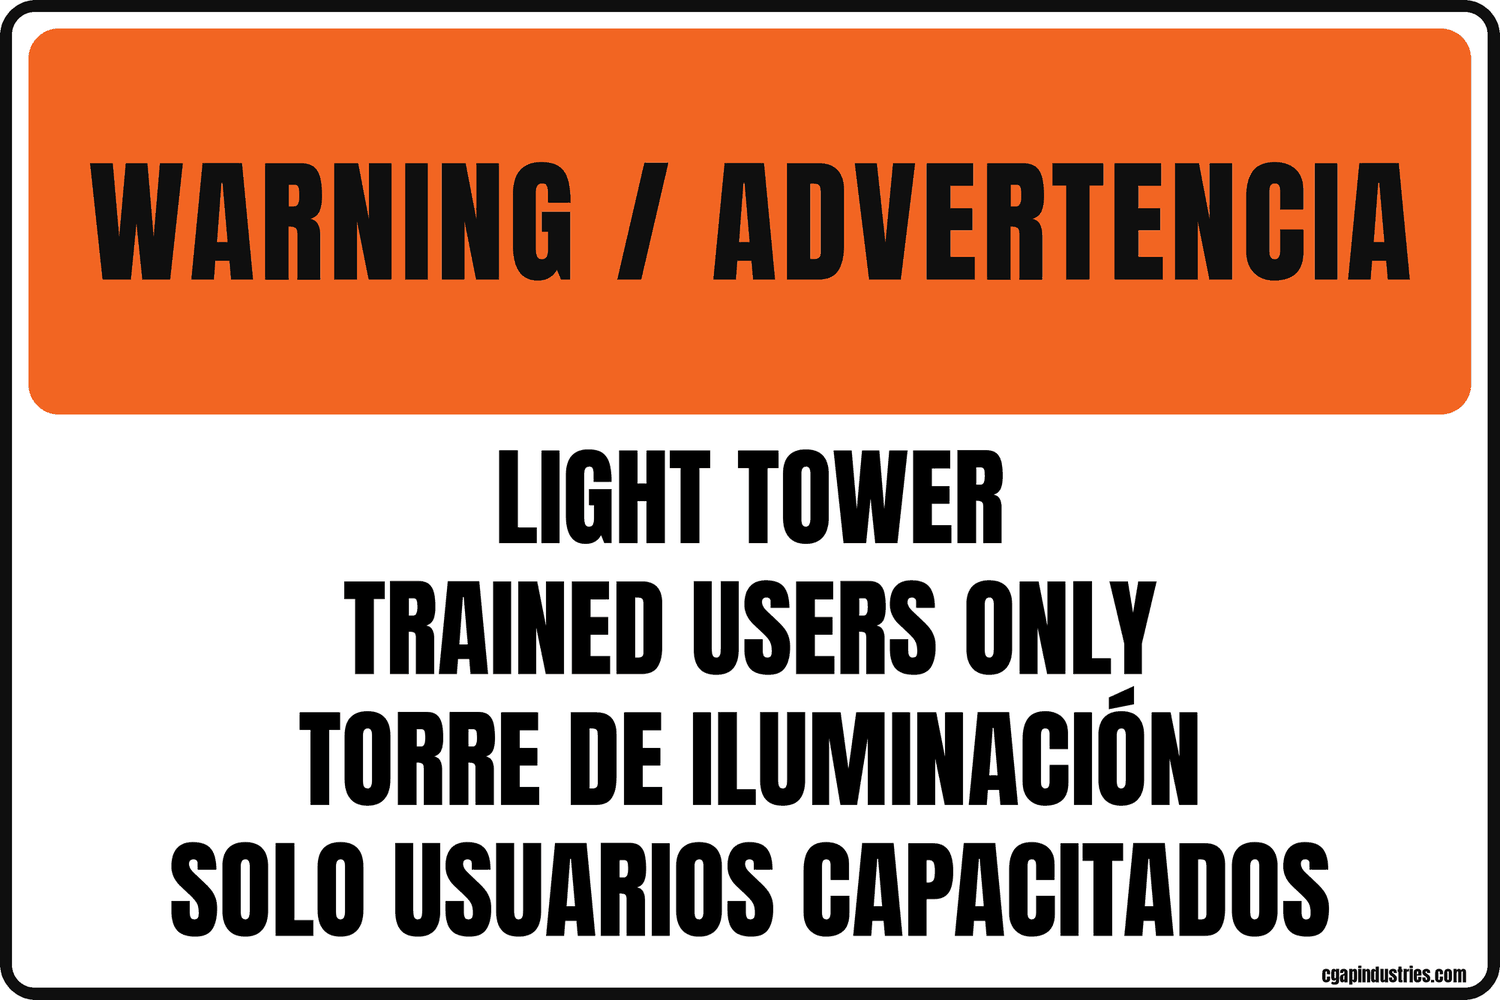 WARNING / ADVERTENCIA
LIGHT TOWER
TRAINED USERS ONLY
TORRE DE ILUMINACIÓN
SOLO USUARIOS CAPACITADOS
cgapindustries.com